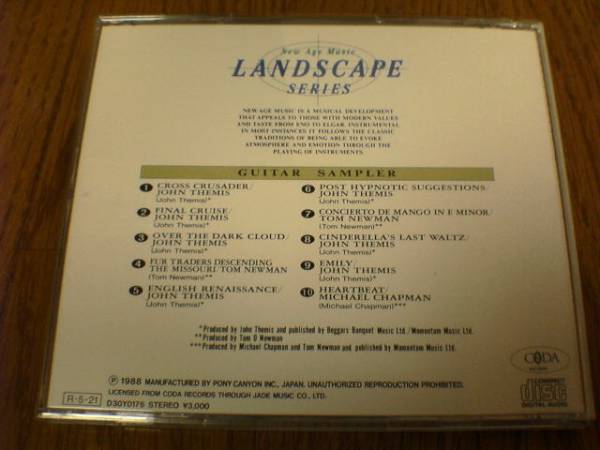 New Age Music
LANDSCAPE
SERIES
NEW AGE MUSIC IS A MUSICAL DEVELOPMENT
THAT APPEALS TO THOSE WITH MODERN VALUES
AND TASTE FROM ENO TO ELGAR. INSTRUMENTAL
IN MOST INSTANCES IT FOLLOWS THE CLASSIC
TRADITIONS OF BEING ABLE TO EVOKE
ATMOSPHERE AND EMOTION THROUGH THE
PLAYING OF INSTRUMENTS.
GUITAR SAMPLER
1 CROSS CRUSADER/
JOHN THEMIS
(John Themis)*
2 FINAL CRUISE/
JOHN THEMIS
(John Themis)*
3 OVER THE DARK CLOUD/
JOHN THEMIS
(John Themis)*
4 FUR TRADERS DESCENDING
THE MISSOURI/TOM NEWMAN
(Tom Newman)**
5 ENGLISH RENAISSANCE/
JOHN THEMIS
(John Themis)*
6 POST HYPNOTIC SUGGESTIONS/
JOHN THEMIS
(John Themis)*
7 CONCIERTO DE MANGO IN E MINOR/
TOM NEWMAN
(Tom Newman)**
8 CINDERELLA'S LAST WALTZ/
JOHN THEMIS
(John Themis)*
9 EMILY/
JOHN THEMIS
(John Themis)*
10 HEARTBEAT/
MICHAEL CHAPMAN
(Michael Chapman)***
*Produced by John Themis and published by Beggars Banquet Music Ltd./Momentum Music Ltd.
**Produced by Tom D Newman
***Produced by Michael Chapman and Tom Newman and published by Momentum Music Ltd.
CODA
℗ 1988 MANUFACTURED BY PONY CANYON INC., JAPAN. UNAUTHORIZED REPRODUCTION PROHIBITED.
LICENSED FROM CODA RECORDS THROUGH JADE MUSIC CO., LTD.
R-5-21
D30Y0176 STEREO ¥3,000
COMPACT
disc
DIGITAL AUDIO